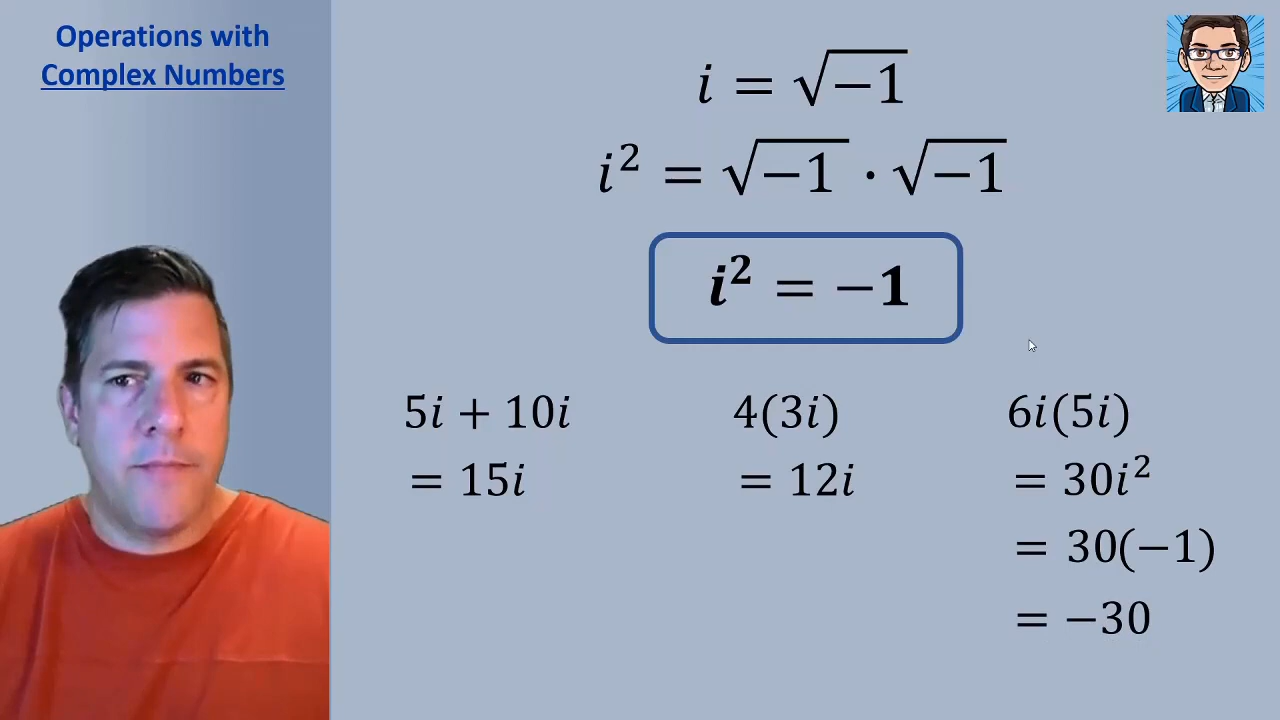 Operations with
Complex Numbers
i = √−1
i² = √−1 · √−1
i² = −1
5i + 10i
= 15i
4(3i)
= 12i
6i(5i)
= 30i²
= 30(−1)
= −30